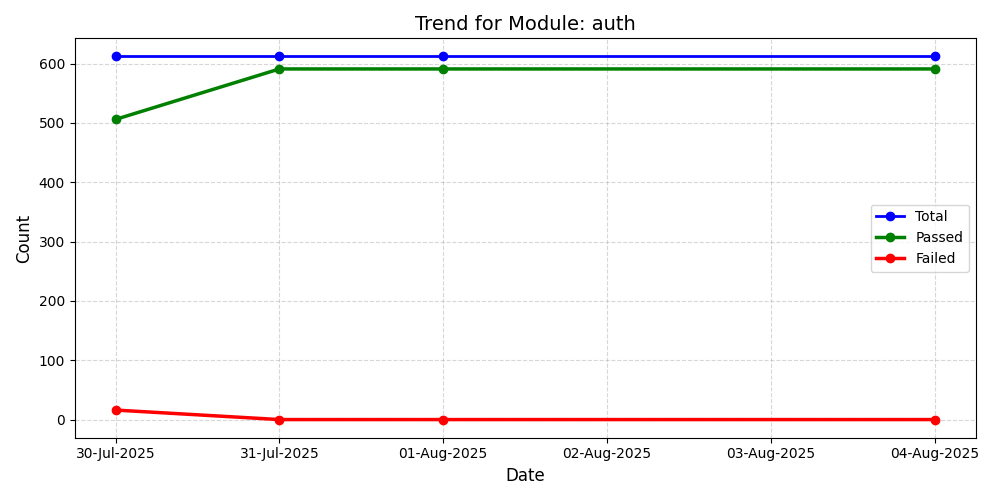 Trend for Module: auth
Count
600
500
400
300
200
100
0
Total
Passed
Failed
30-Jul-2025
31-Jul-2025
01-Aug-2025
02-Aug-2025
03-Aug-2025
04-Aug-2025
Date